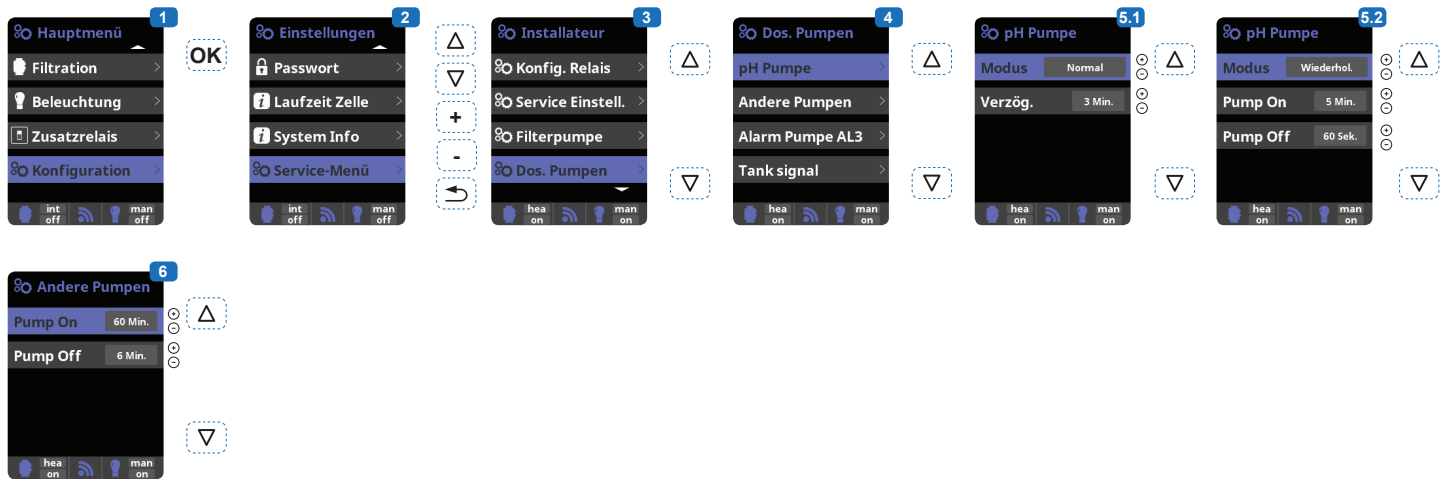 1
Hauptmenü
Filtration
Beleuchtung
Zusatzrelais
Konfiguration
int
off
man
off
OK
2
Einstellungen
Passwort
Laufzeit Zelle
System Info
Service-Menü
int
off
man
off
+
-
3
Installateur
Konfig. Relais
Service Einstell.
Filterpumpe
Dos. Pumpen
hea
on
man
on
4
Dos. Pumpen
pH Pumpe
Andere Pumpen
Alarm Pumpe AL3
Tank signal
hea
on
man
on
5.1
pH Pumpe
Modus Normal
Verzög. 3 Min.
hea
on
man
on
5.2
pH Pumpe
Modus Wiederhol.
Pump On 5 Min.
Pump Off 60 Sek.
hea
on
man
on
6
Andere Pumpen
Pump On 60 Min.
Pump Off 6 Min.
hea
on
man
on